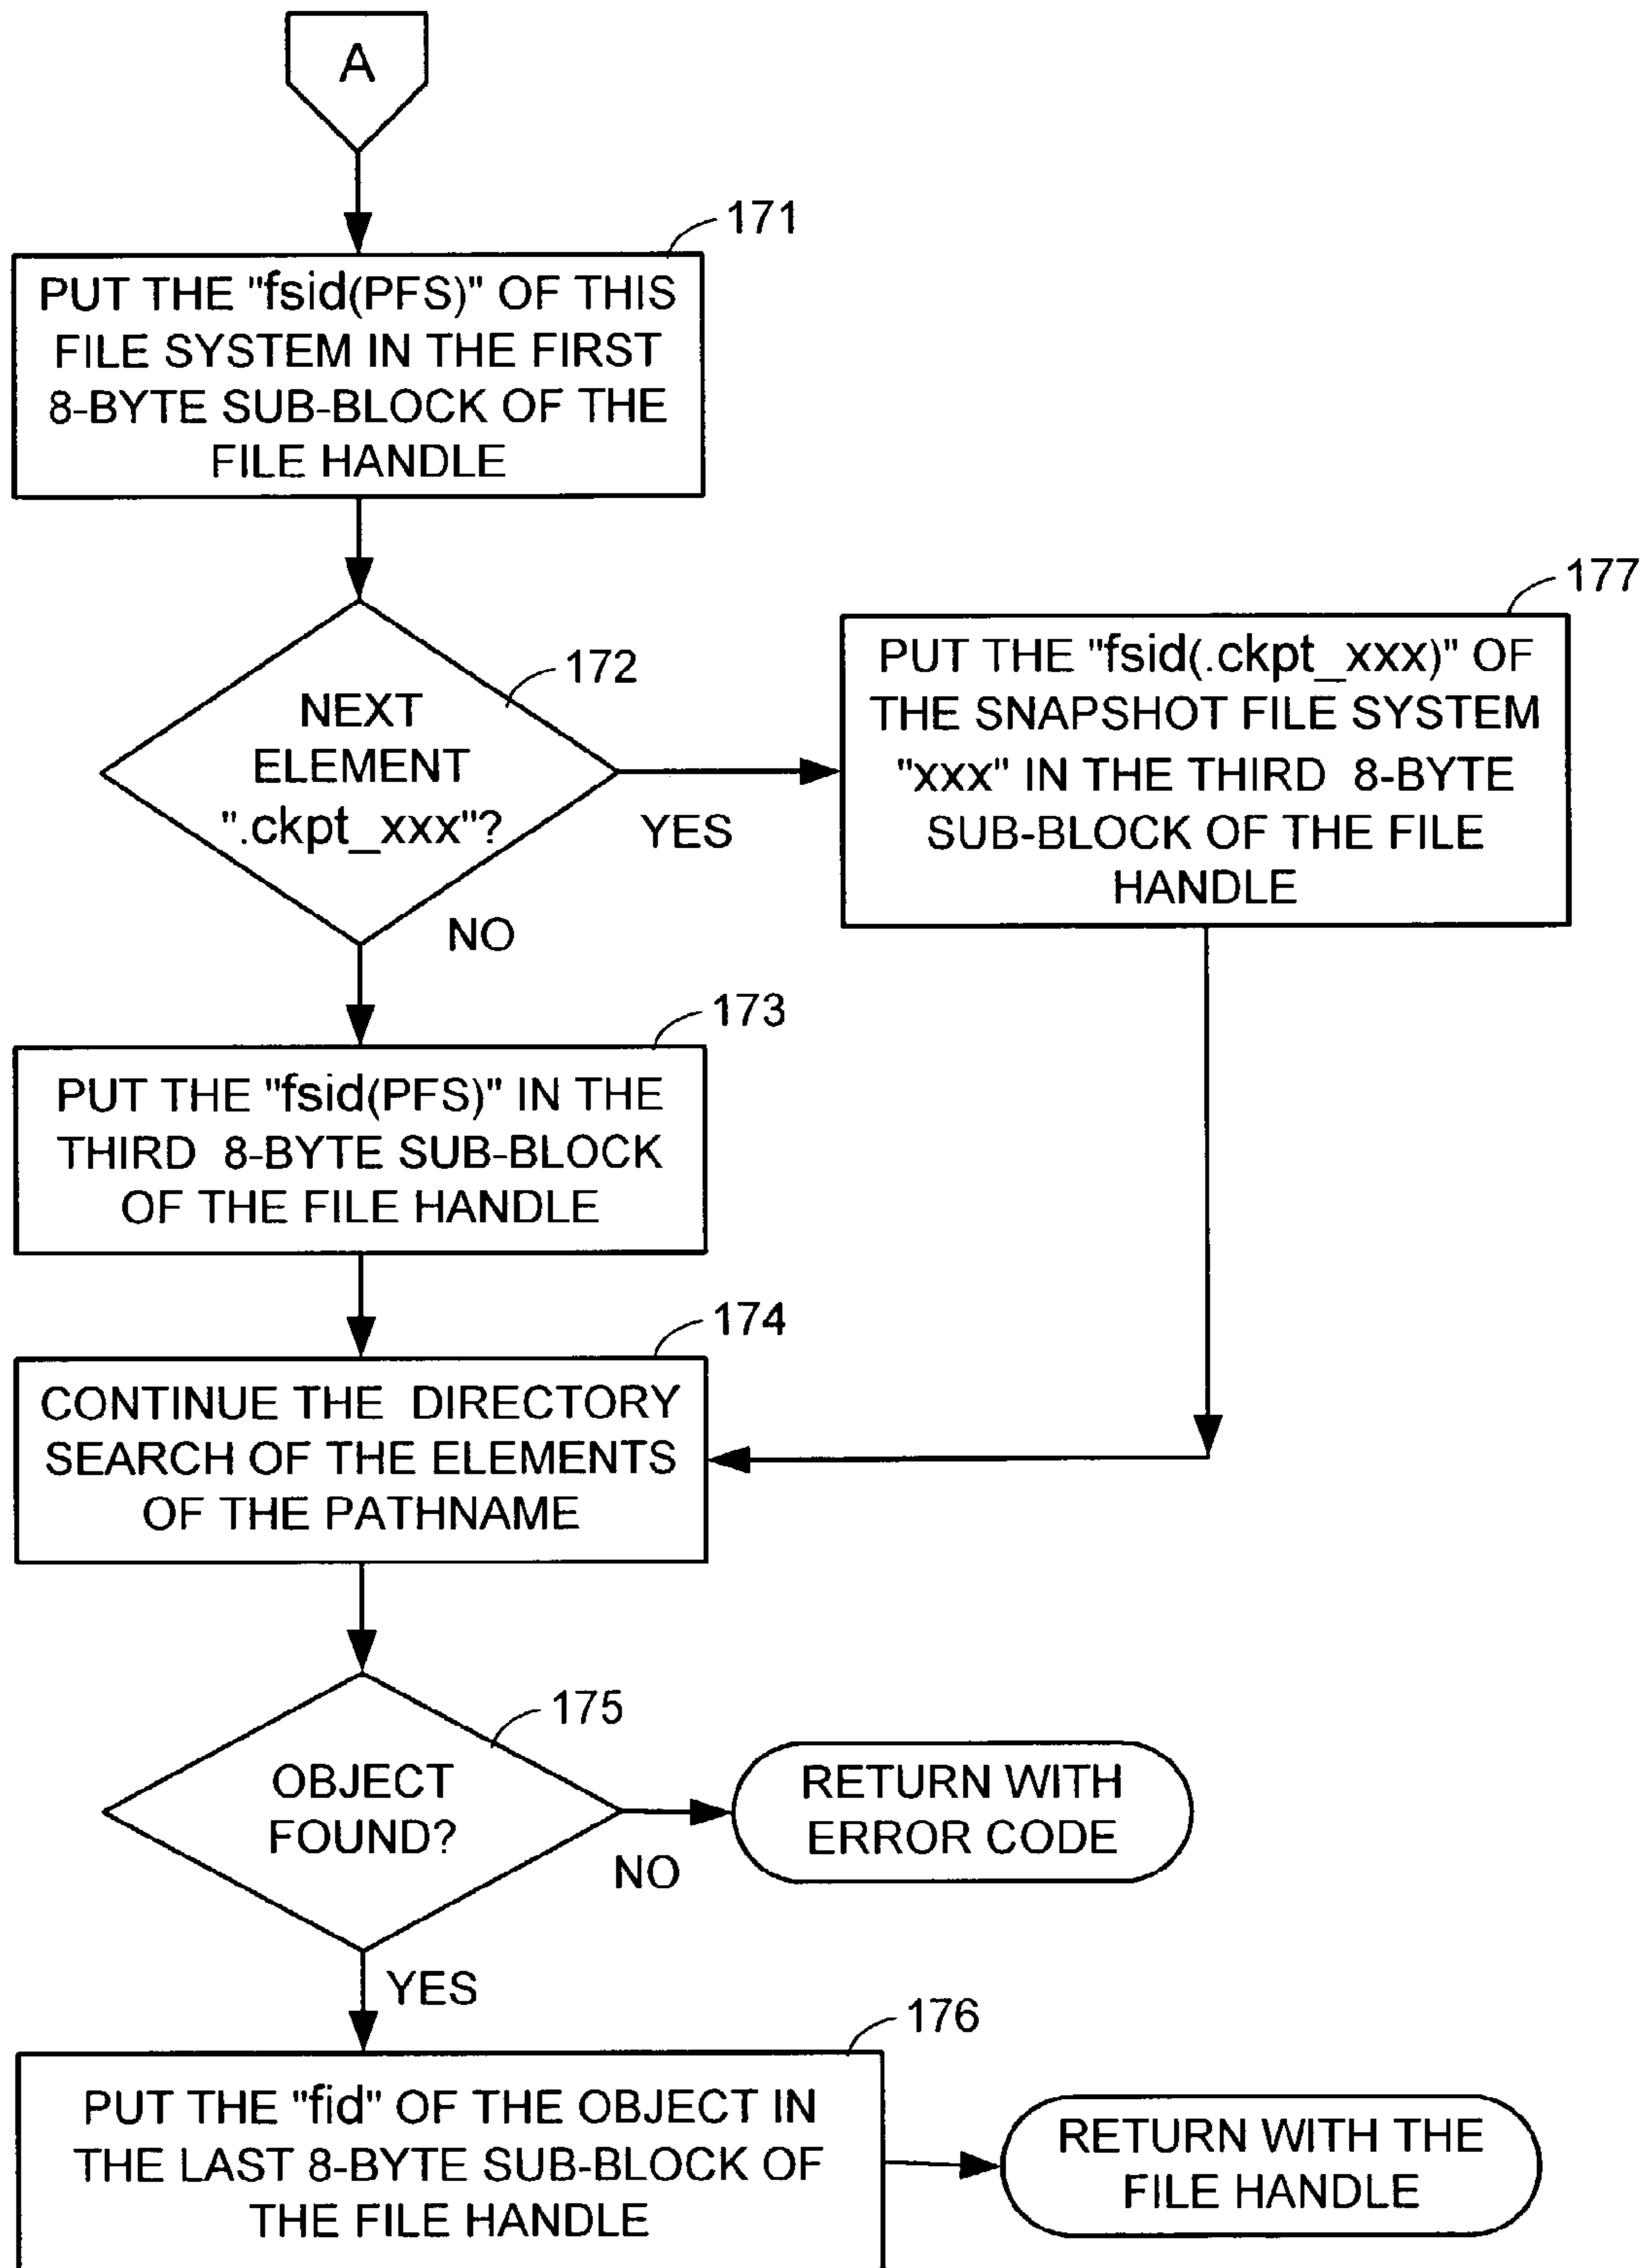 A
171
PUT THE "fsid(PFS)" OF THIS
FILE SYSTEM IN THE FIRST
8-BYTE SUB-BLOCK OF THE
FILE HANDLE
172
NEXT
ELEMENT
".ckpt_xxx"?
YES
NO
177
PUT THE "fsid(.ckpt_xxx)" OF
THE SNAPSHOT FILE SYSTEM
"xxx" IN THE THIRD 8-BYTE
SUB-BLOCK OF THE FILE
HANDLE
173
PUT THE "fsid(PFS)" IN THE
THIRD 8-BYTE SUB-BLOCK
OF THE FILE HANDLE
174
CONTINUE THE DIRECTORY
SEARCH OF THE ELEMENTS
OF THE PATHNAME
175
OBJECT
FOUND?
NO
RETURN WITH
ERROR CODE
YES
176
PUT THE "fid" OF THE OBJECT IN
THE LAST 8-BYTE SUB-BLOCK OF
THE FILE HANDLE
RETURN WITH THE
FILE HANDLE